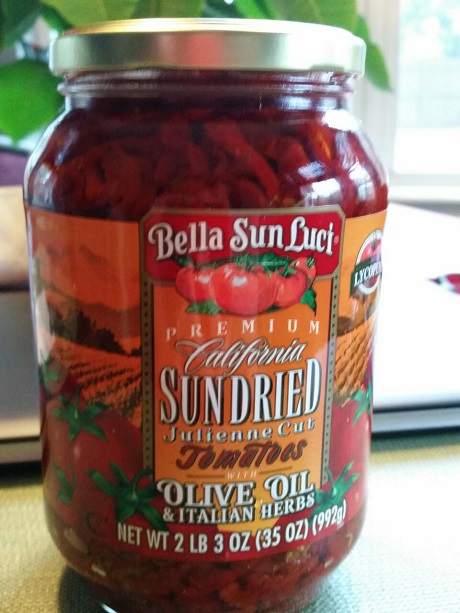 Bella Sun Luci
PREMIUM
California
SUNDRIED
Julienne Cut
Tomatoes
WITH
OLIVE OIL
& ITALIAN HERBS
NET WT 2 LB 3 OZ (35 OZ) (992g)